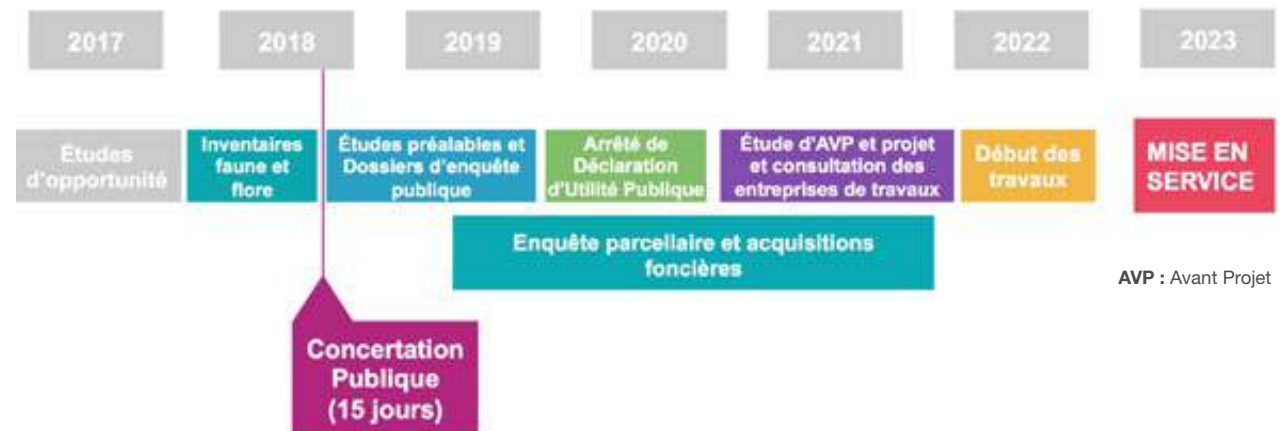 2017
2018
2019
2020
2021
2022
2023
Études
d'opportunité
Inventaires
faune et
flore
Études préalables et
Dossiers d'enquête
publique
Arrêté de
Déclaration
d'Utilité Publique
Étude d'AVP et projet
et consultation des
entreprises de travaux
Début des
travaux
MISE EN
SERVICE
Enquête parcellaire et acquisitions
foncières
AVP : Avant Projet
Concertation
Publique
(15 jours)